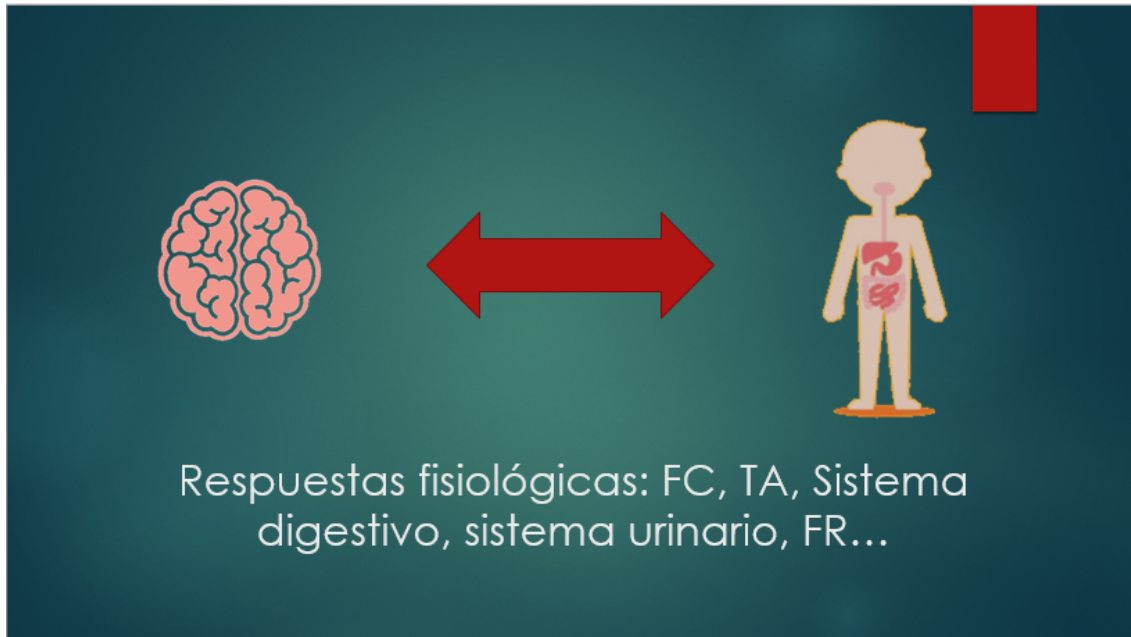 Respuestas fisiológicas: FC, TA, Sistema
digestivo, sistema urinario, FR...